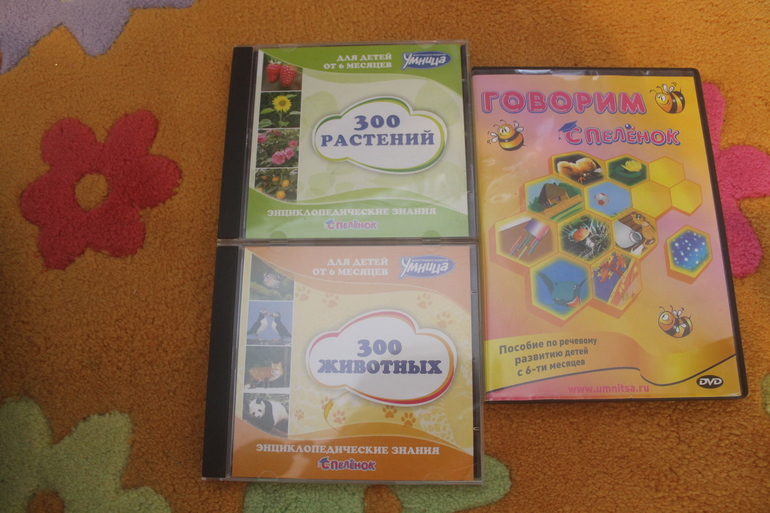 ДЛЯ ДЕТЕЙ
ОТ 6 МЕСЯЦЕВ
УМНИЦА
300
РАСТЕНИЙ
ЭНЦИКЛОПЕДИЧЕСКИЕ ЗНАНИЯ
С ПЕЛЁНОК
ДЛЯ ДЕТЕЙ
ОТ 6 МЕСЯЦЕВ
УМНИЦА
300
ЖИВОТНЫХ
ЭНЦИКЛОПЕДИЧЕСКИЕ ЗНАНИЯ
С ПЕЛЁНОК
ГОВОРИМ
С ПЕЛЁНОК
Пособие по речевому
развитию детей
с 6-ти месяцев
www.umnitsa.ru
DVD